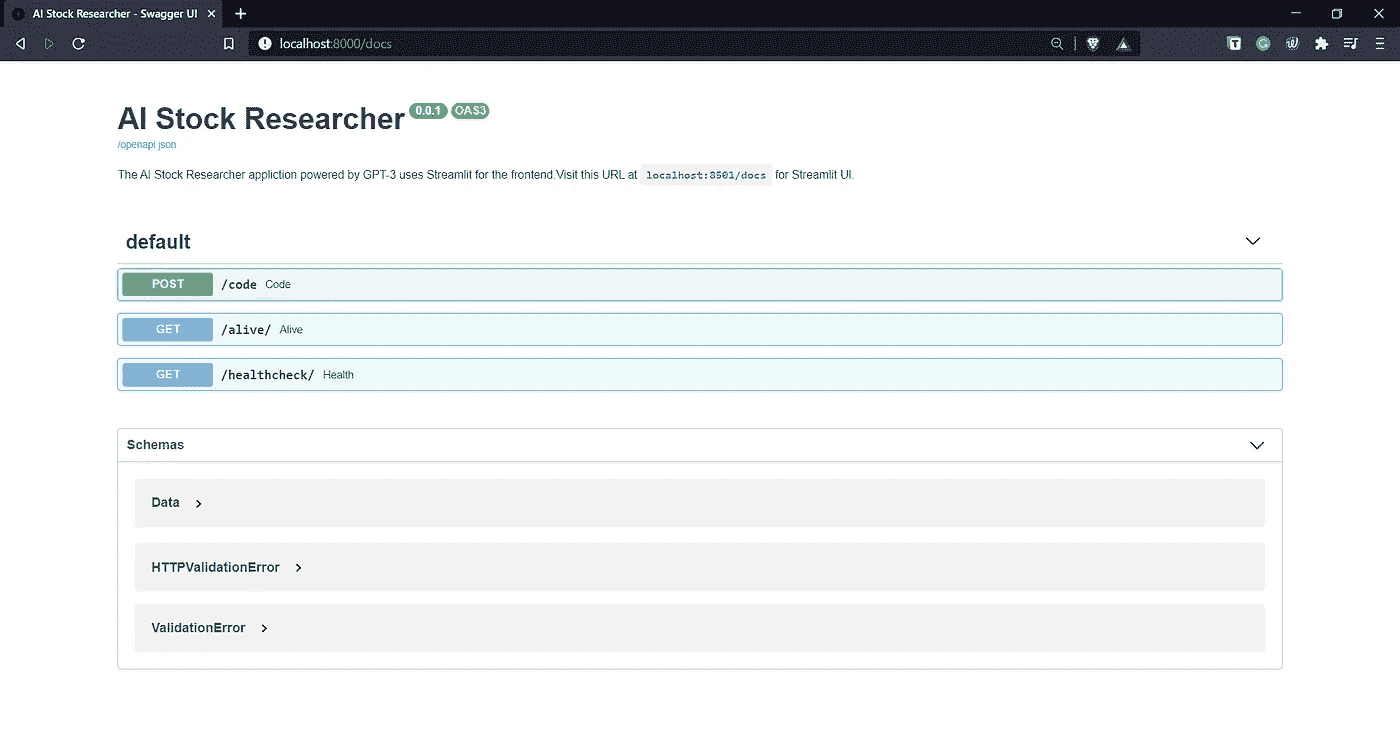 AI Stock Researcher - Swagger UI
localhost:8000/docs
AI Stock Researcher 0.0.1 OAS3
/openapi.json
The AI Stock Researcher appliction powered by GPT-3 uses Streamlit for the frontend.Visit this URL at localhost:8501/docs for Streamlit UI.
default
POST /code Code
GET /alive/ Alive
GET /healthcheck/ Health
Schemas
Data
HTTPValidationError
ValidationError